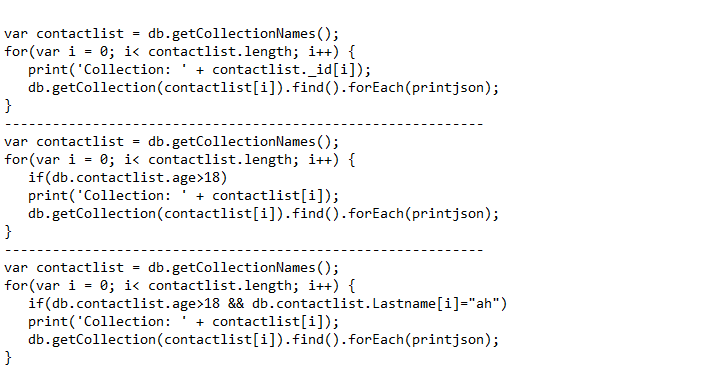 var contactlist = db.getCollectionNames();
for(var i = 0; i< contactlist.length; i++) {
   print('Collection: ' + contactlist._id[i]);
   db.getCollection(contactlist[i]).find().forEach(printjson);
}
------------------------------------------------------------
var contactlist = db.getCollectionNames();
for(var i = 0; i< contactlist.length; i++) {
   if(db.contactlist.age>18)
   print('Collection: ' + contactlist[i]);
   db.getCollection(contactlist[i]).find().forEach(printjson);
}
------------------------------------------------------------
var contactlist = db.getCollectionNames();
for(var i = 0; i< contactlist.length; i++) {
   if(db.contactlist.age>18 && db.contactlist.Lastname[i]="ah")
   print('Collection: ' + contactlist[i]);
   db.getCollection(contactlist[i]).find().forEach(printjson);
}